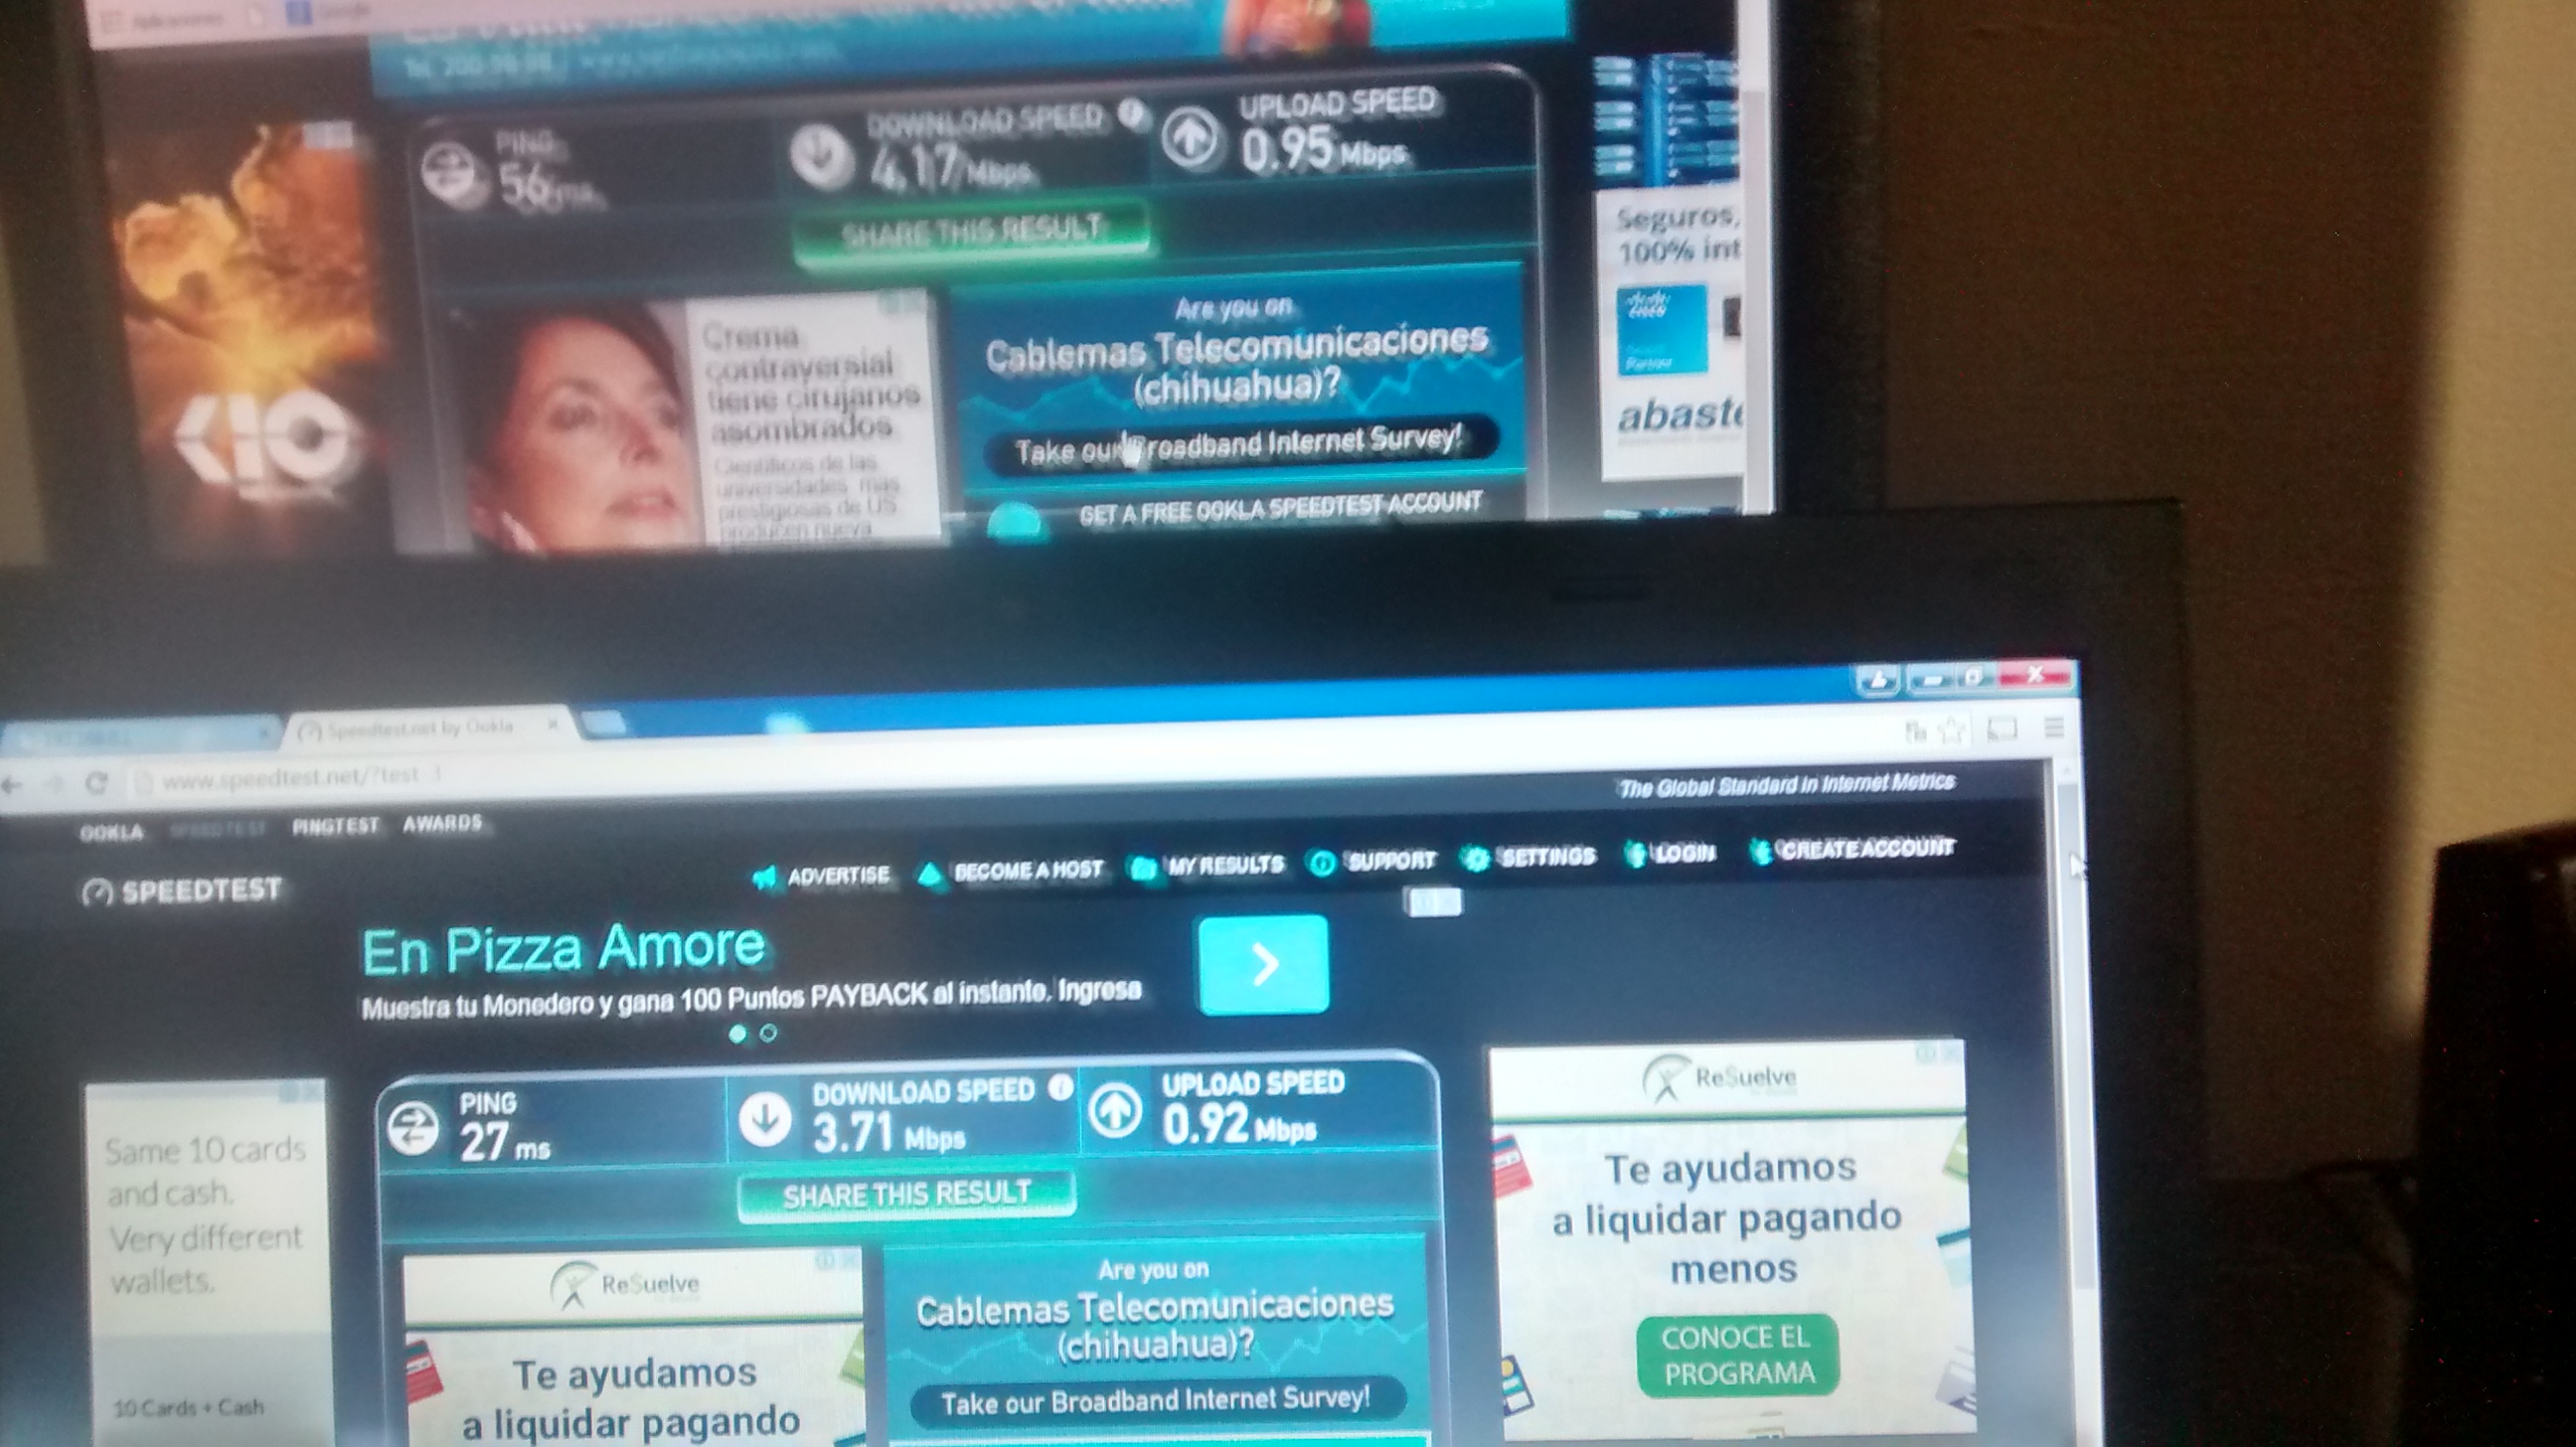 Google
PING
56 ms
DOWNLOAD SPEED
4.17 Mbps
UPLOAD SPEED
0.95 Mbps
SHARE THIS RESULT
KIO
Crema
contraversial
tiene cirujanos
asombrados
Científicos de las
universidades mas
prestigiosas de US
producen nueva
Are you on
Cablemas Telecomunicaciones
(chihuahua)?
Take our Broadband Internet Survey!
GET A FREE OOKLA SPEEDTEST ACCOUNT
Seguros,
100% int
abaste
Speedtest.net by Ookla
www.speedtest.net/?test 3
The Global Standard in Internet Metrics
OOKLA SPEEDTEST PINGTEST AWARDS
SPEEDTEST
ADVERTISE BECOME A HOST MY RESULTS SUPPORT SETTINGS LOGIN CREATE ACCOUNT
En Pizza Amore
Muestra tu Monedero y gana 100 Puntos PAYBACK al instante. Ingresa
PING
27 ms
DOWNLOAD SPEED
3.71 Mbps
UPLOAD SPEED
0.92 Mbps
SHARE THIS RESULT
Same 10 cards
and cash.
Very different
wallets.
10 Cards + Cash
ReSuelve
Te ayudamos
a liquidar pagando
Are you on
Cablemas Telecomunicaciones
(chihuahua)?
Take our Broadband Internet Survey!
ReSuelve
Te ayudamos
a liquidar pagando
menos
CONOCE EL
PROGRAMA